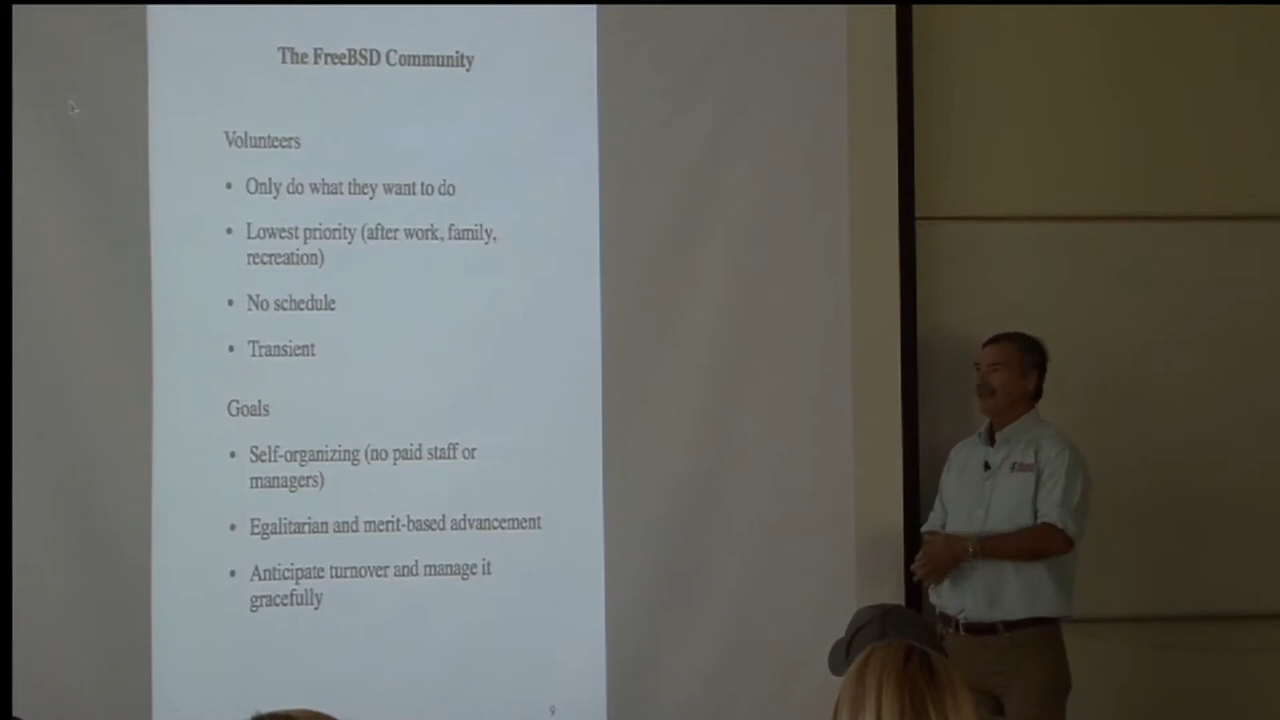 The FreeBSD Community
Volunteers
• Only do what they want to do
• Lowest priority (after work, family,
recreation)
• No schedule
• Transient
Goals
• Self-organizing (no paid staff or
managers)
• Egalitarian and merit-based advancement
• Anticipate turnover and manage it
gracefully
9